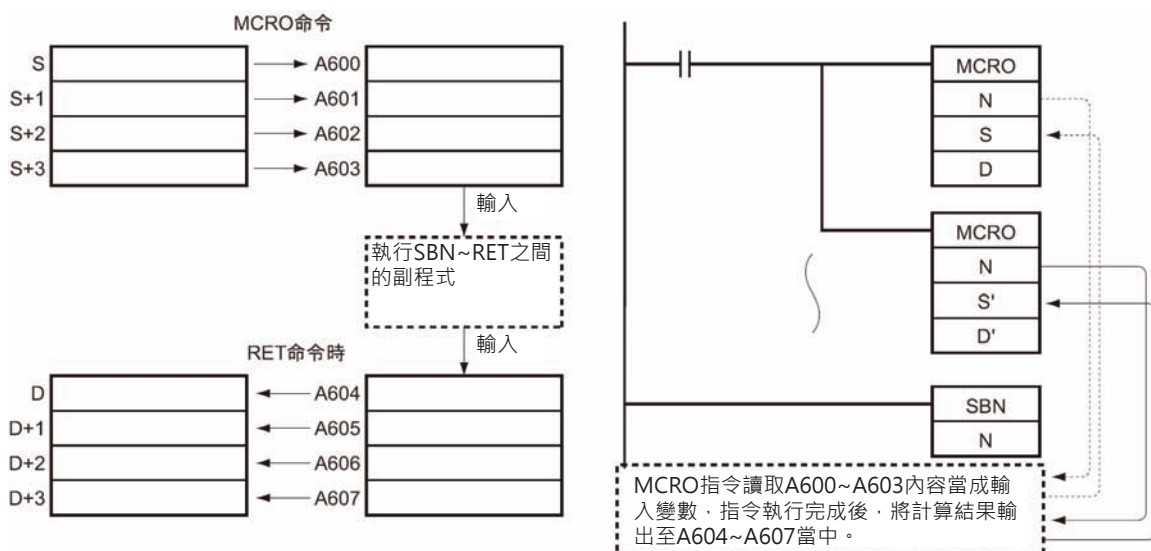 MCRO命令
S
A600
S+1
A601
S+2
A602
S+3
A603
輸入
執行SBN~RET之間
的副程式
輸入
RET命令時
D
A604
D+1
A605
D+2
A606
D+3
A607
MCRO
N
S
D
MCRO
N
S'
D'
SBN
N
MCRO指令讀取A600~A603內容當成輸
入變數，指令執行完成後，將計算結果輸
出至A604~A607當中。